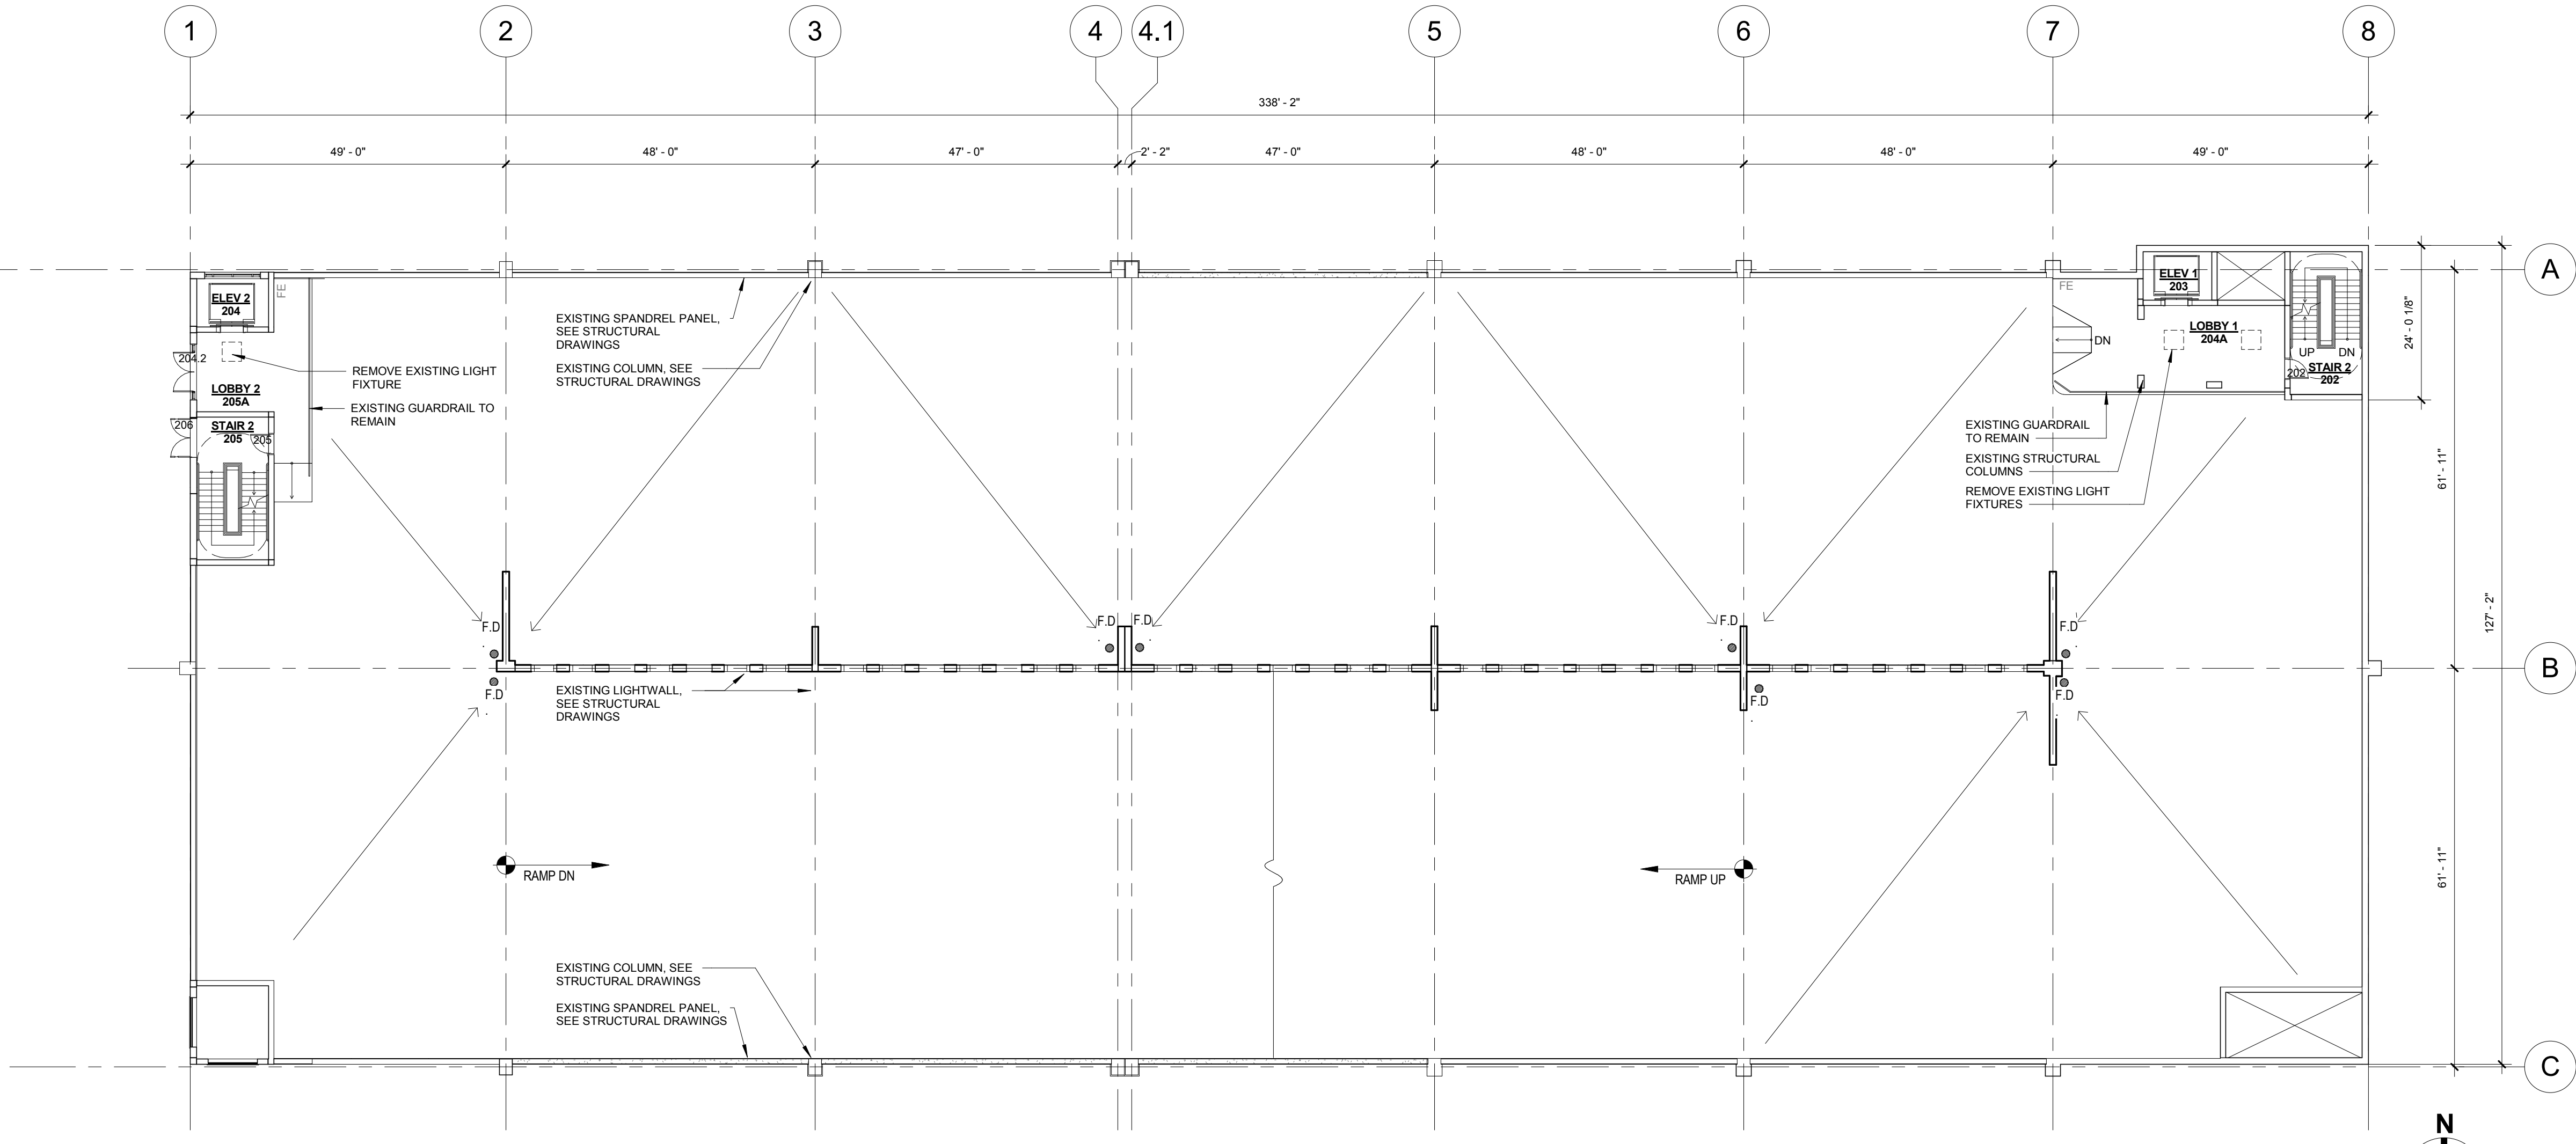 1
2
3
4
4.1
5
6
7
8
338' - 2"
49' - 0"
48' - 0"
47' - 0"
2' - 2"
47' - 0"
48' - 0"
48' - 0"
49' - 0"
A
B
C
24' - 0 1/8"
61' - 11"
127' - 2"
61' - 11"
ELEV 2
204
FE
204.2
LOBBY 2
205A
206
STAIR 2
205
205
REMOVE EXISTING LIGHT
FIXTURE
EXISTING GUARDRAIL TO
REMAIN
EXISTING SPANDREL PANEL,
SEE STRUCTURAL
DRAWINGS
EXISTING COLUMN, SEE
STRUCTURAL DRAWINGS
FE
ELEV 1
203
LOBBY 1
204A
DN
UP
DN
202
STAIR 2
202
EXISTING GUARDRAIL
TO REMAIN
EXISTING STRUCTURAL
COLUMNS
REMOVE EXISTING LIGHT
FIXTURES
F.D
F.D
F.D
F.D
F.D
F.D
F.D
F.D
EXISTING LIGHTWALL,
SEE STRUCTURAL
DRAWINGS
RAMP DN
RAMP UP
EXISTING COLUMN, SEE
STRUCTURAL DRAWINGS
EXISTING SPANDREL PANEL,
SEE STRUCTURAL DRAWINGS
N